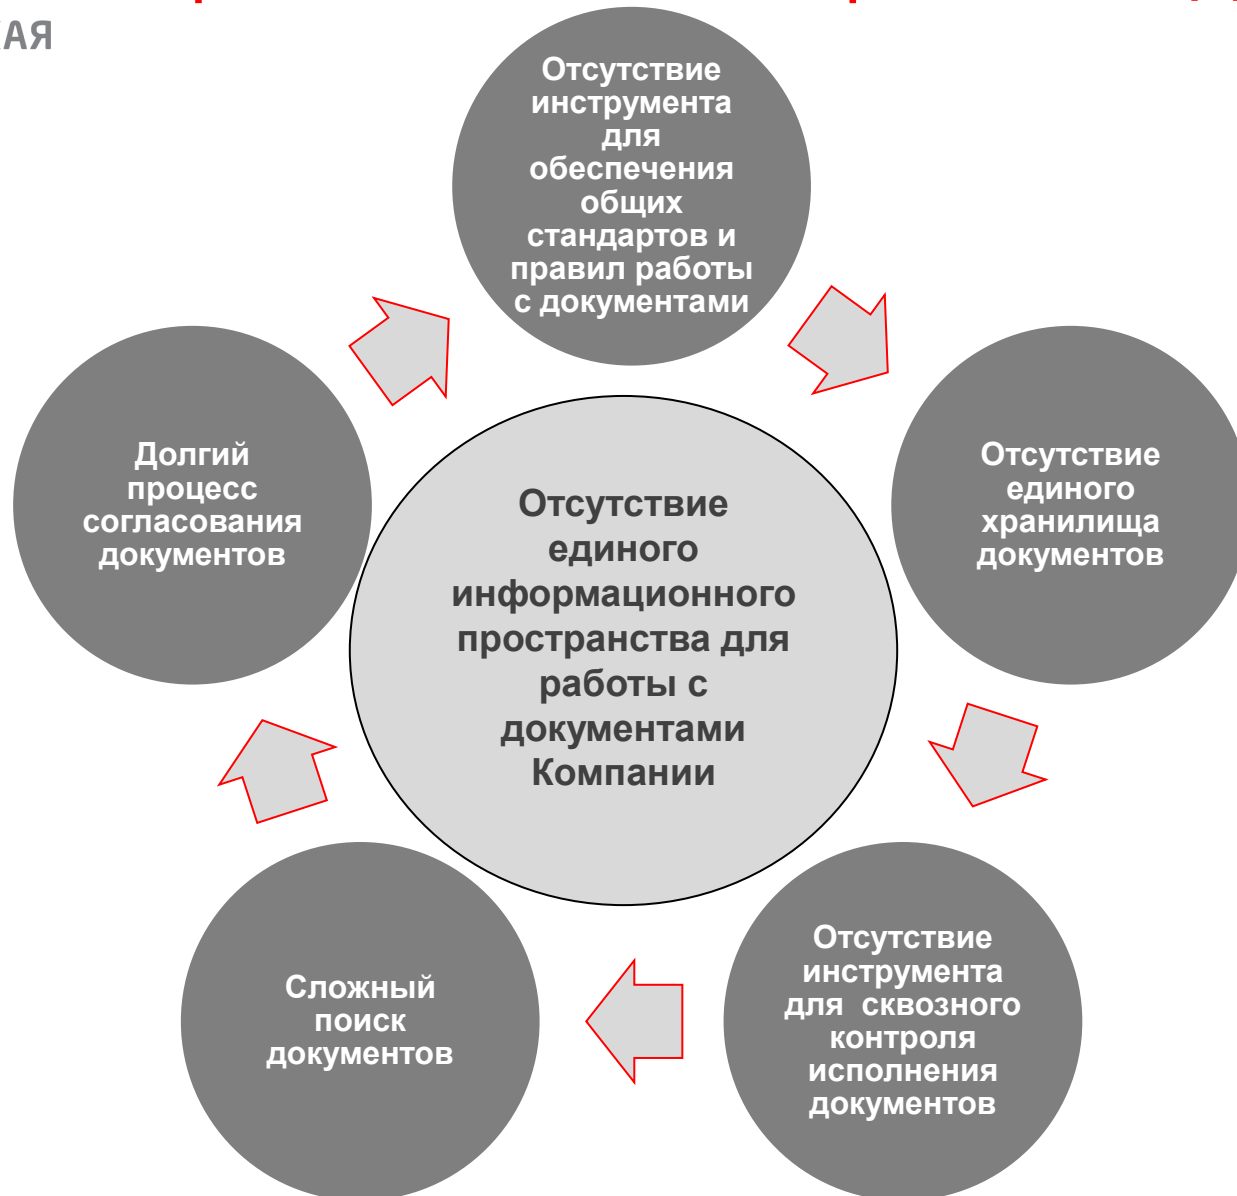 АЯ
Отсутствие
инструмента
для
обеспечения
общих
стандартов и
правил работы
с документами
Долгий
процесс
согласования
документов
Отсутствие
единого
хранилища
документов
Отсутствие
единого
информационного
пространства для
работы с
документами
Компании
Сложный
поиск
документов
Отсутствие
инструмента
для сквозного
контроля
исполнения
документов